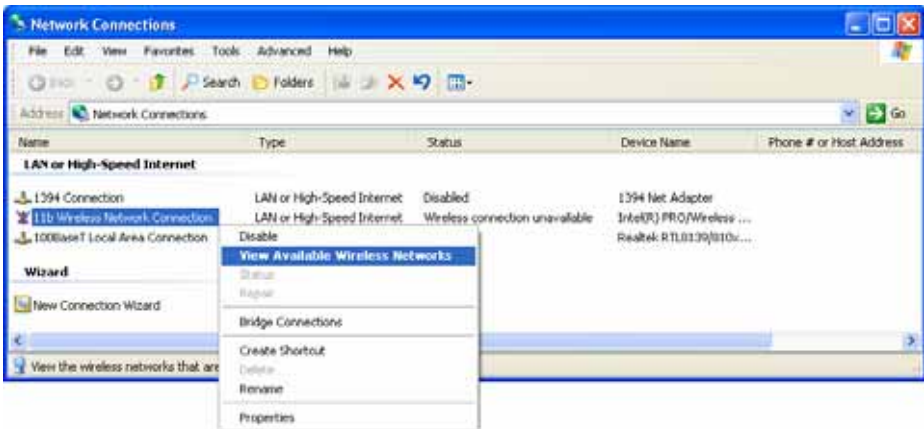 Network Connections
File Edit View Favorites Tools Advanced Help
Back Search Folders
Address Network Connections Go
Name Type Status Device Name Phone # or Host Address
LAN or High-Speed Internet
1394 Connection LAN or High-Speed Internet Disabled 1394 Net Adapter
11b Wireless Network Connection LAN or High-Speed Internet Wireless connection unavailable Intel(R) PRO/Wireless ...
100BaseT Local Area Connection Realtek RTL8139/810x...
Disable
View Available Wireless Networks
Status
Repair
Bridge Connections
Create Shortcut
Delete
Rename
Properties
Wizard
New Connection Wizard
View the wireless networks that are